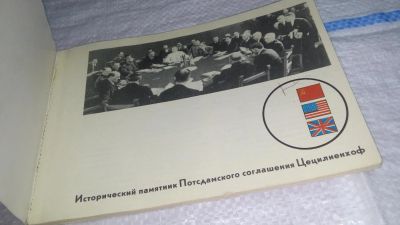 Исторический памятник Потсдамского соглашения Цецилиенхоф